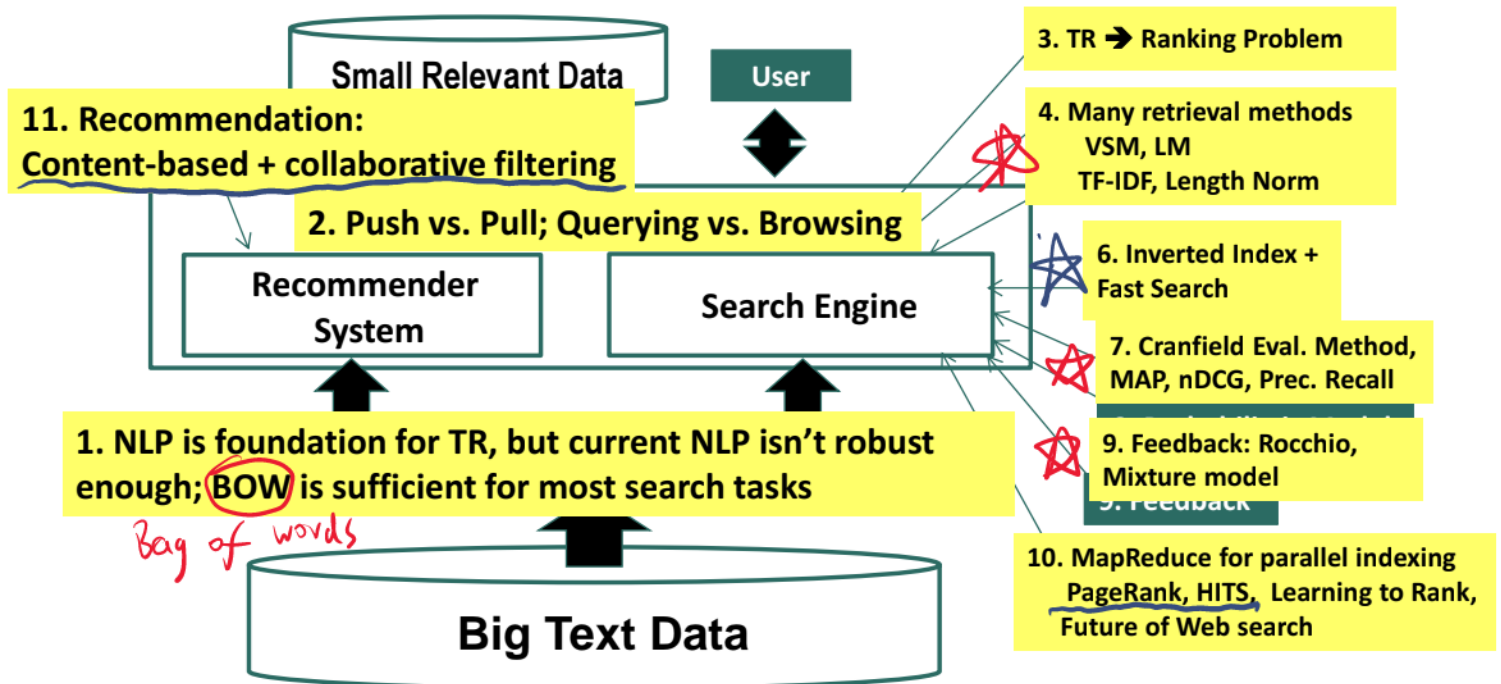 Small Relevant Data
User
3. TR → Ranking Problem
4. Many retrieval methods
VSM, LM
TF-IDF, Length Norm
11. Recommendation:
Content-based + collaborative filtering
2. Push vs. Pull; Querying vs. Browsing
Recommender
System
Search Engine
6. Inverted Index +
Fast Search
7. Cranfield Eval. Method,
MAP, nDCG, Prec. Recall
9. Feedback: Rocchio,
Mixture model
9. Feedback
1. NLP is foundation for TR, but current NLP isn’t robust
enough; BOW is sufficient for most search tasks
Bag of words
10. MapReduce for parallel indexing
PageRank, HITS, Learning to Rank,
Future of Web search
Big Text Data